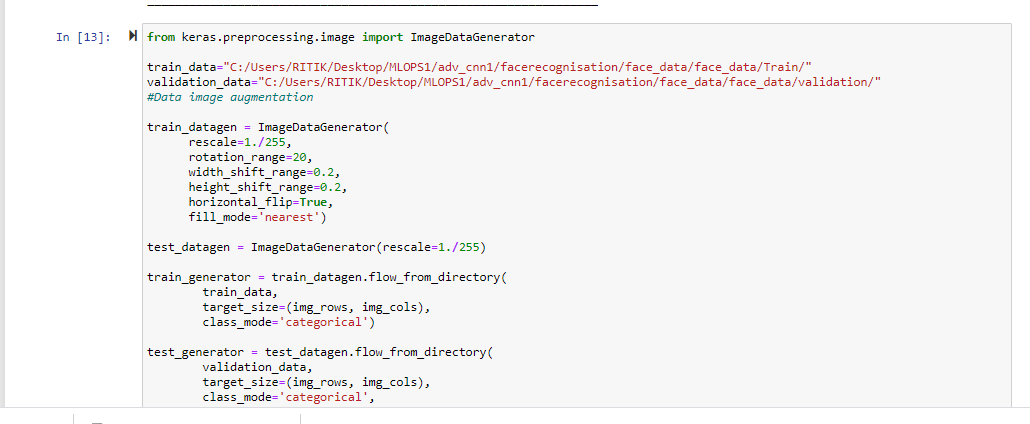 In [13]:
from keras.preprocessing.image import ImageDataGenerator
train_data="C:/Users/RITIK/Desktop/MLOPS1/adv_cnn1/facerecognisation/face_data/face_data/Train/"
validation_data="C:/Users/RITIK/Desktop/MLOPS1/adv_cnn1/facerecognisation/face_data/face_data/validation/"
#Data image augmentation
train_datagen = ImageDataGenerator(
rescale=1./255,
rotation_range=20,
width_shift_range=0.2,
height_shift_range=0.2,
horizontal_flip=True,
fill_mode='nearest')
test_datagen = ImageDataGenerator(rescale=1./255)
train_generator = train_datagen.flow_from_directory(
train_data,
target_size=(img_rows, img_cols),
class_mode='categorical')
test_generator = test_datagen.flow_from_directory(
validation_data,
target_size=(img_rows, img_cols),
class_mode='categorical',